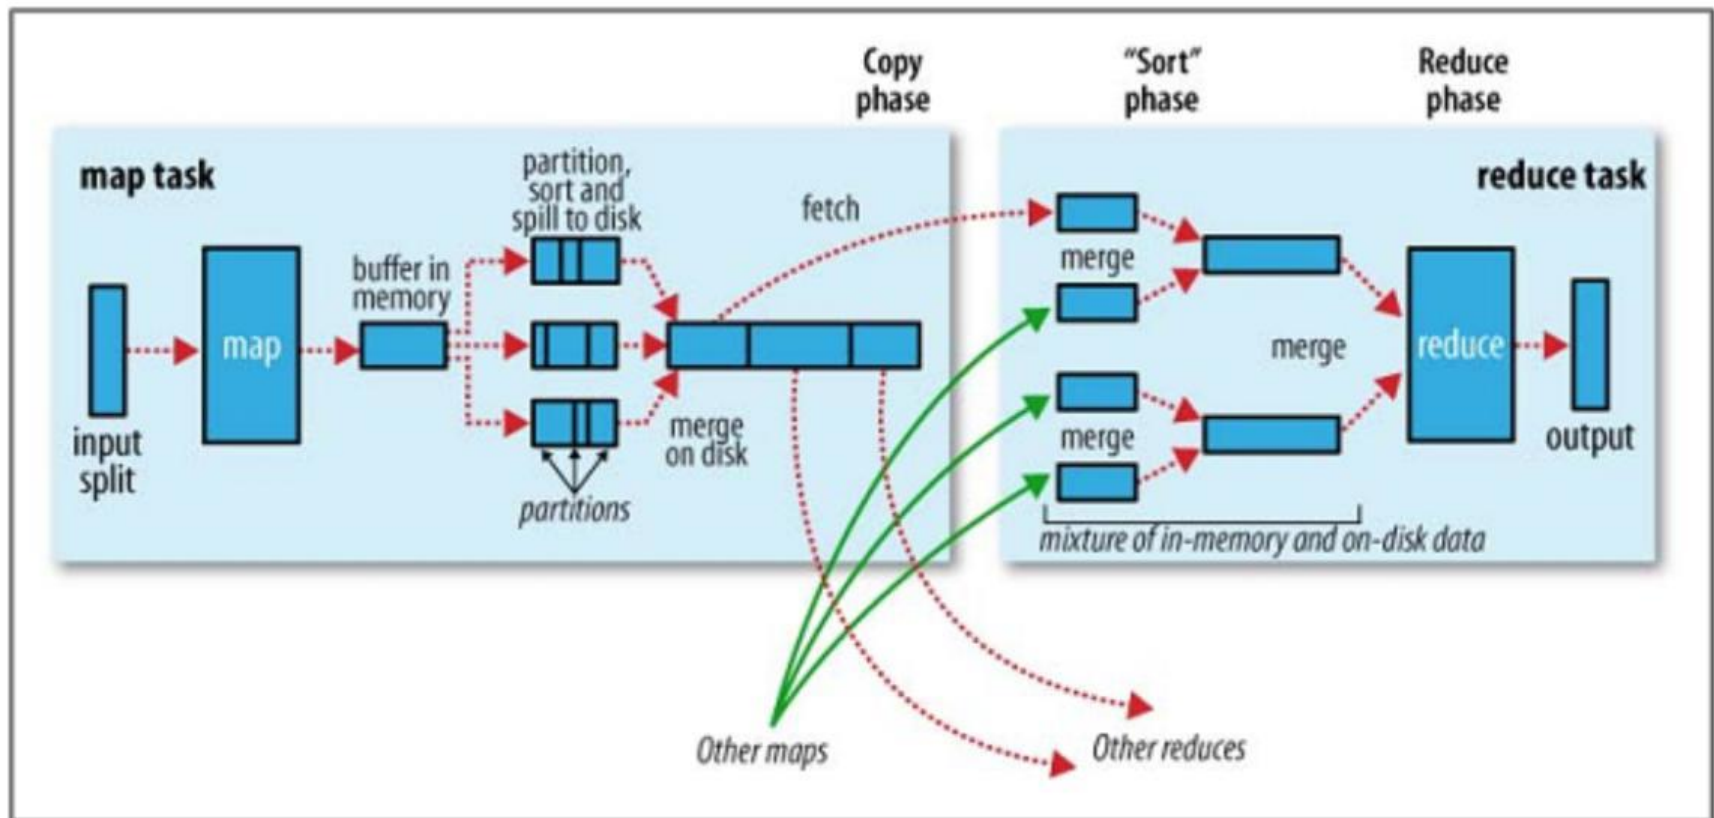 Copy
phase
“Sort”
phase
Reduce
phase
map task
partition,
sort and
spill to disk
fetch
buffer in
memory
map
input
split
merge
on disk
partitions
reduce task
merge
merge
merge
reduce
output
mixture of in-memory and on-disk data
Other maps
Other reduces